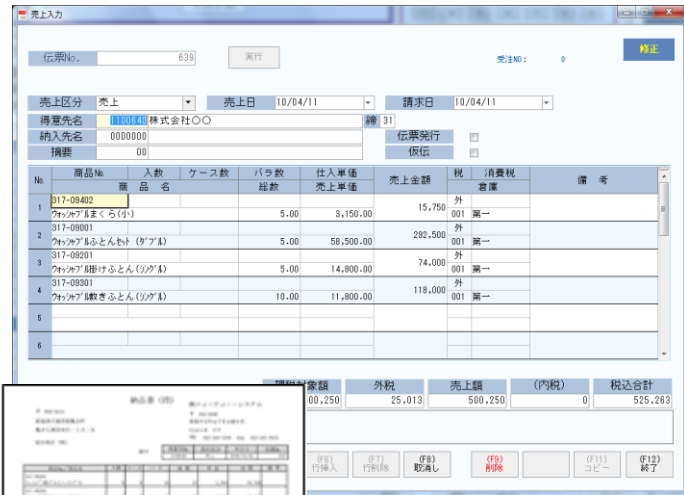 売上入力
伝票No. 639 実行 受注NO: 0 修正
売上区分 売上 売上日 10/04/11 請求日 10/04/11
得意先名 1100640 株式会社〇〇 締 31
納入先名 0000000 伝票発行
摘要 00 仮伝
No. 商品No. 入数 ケース数 バラ数 仕入単価 売上金額 税 消費税 備 考
商 品 名 総数 売上単価 倉庫
1 317-09402 15,750 外
ウォッシャブルまくら(小) 5.00 3,150.00 001 第一
2 317-09001 292,500 外
ウォッシャブルふとんセット (ダブル) 5.00 58,500.00 001 第一
3 317-09201 74,000 外
ウォッシャブル掛けふとん(シングル) 5.00 14,800.00 001 第一
4 317-09301 118,000 外
ウォッシャブル敷きふとん(シングル) 10.00 11,800.00 001 第一
5
6
象額 外税 売上額 (内税) 税込合計
00,250 25,013 500,250 0 525,263
(F6) (F7) (F8) (F9) (F11) (F12)
行挿入 行削除 取消し 削除 コピー 終了
納品書 (控)